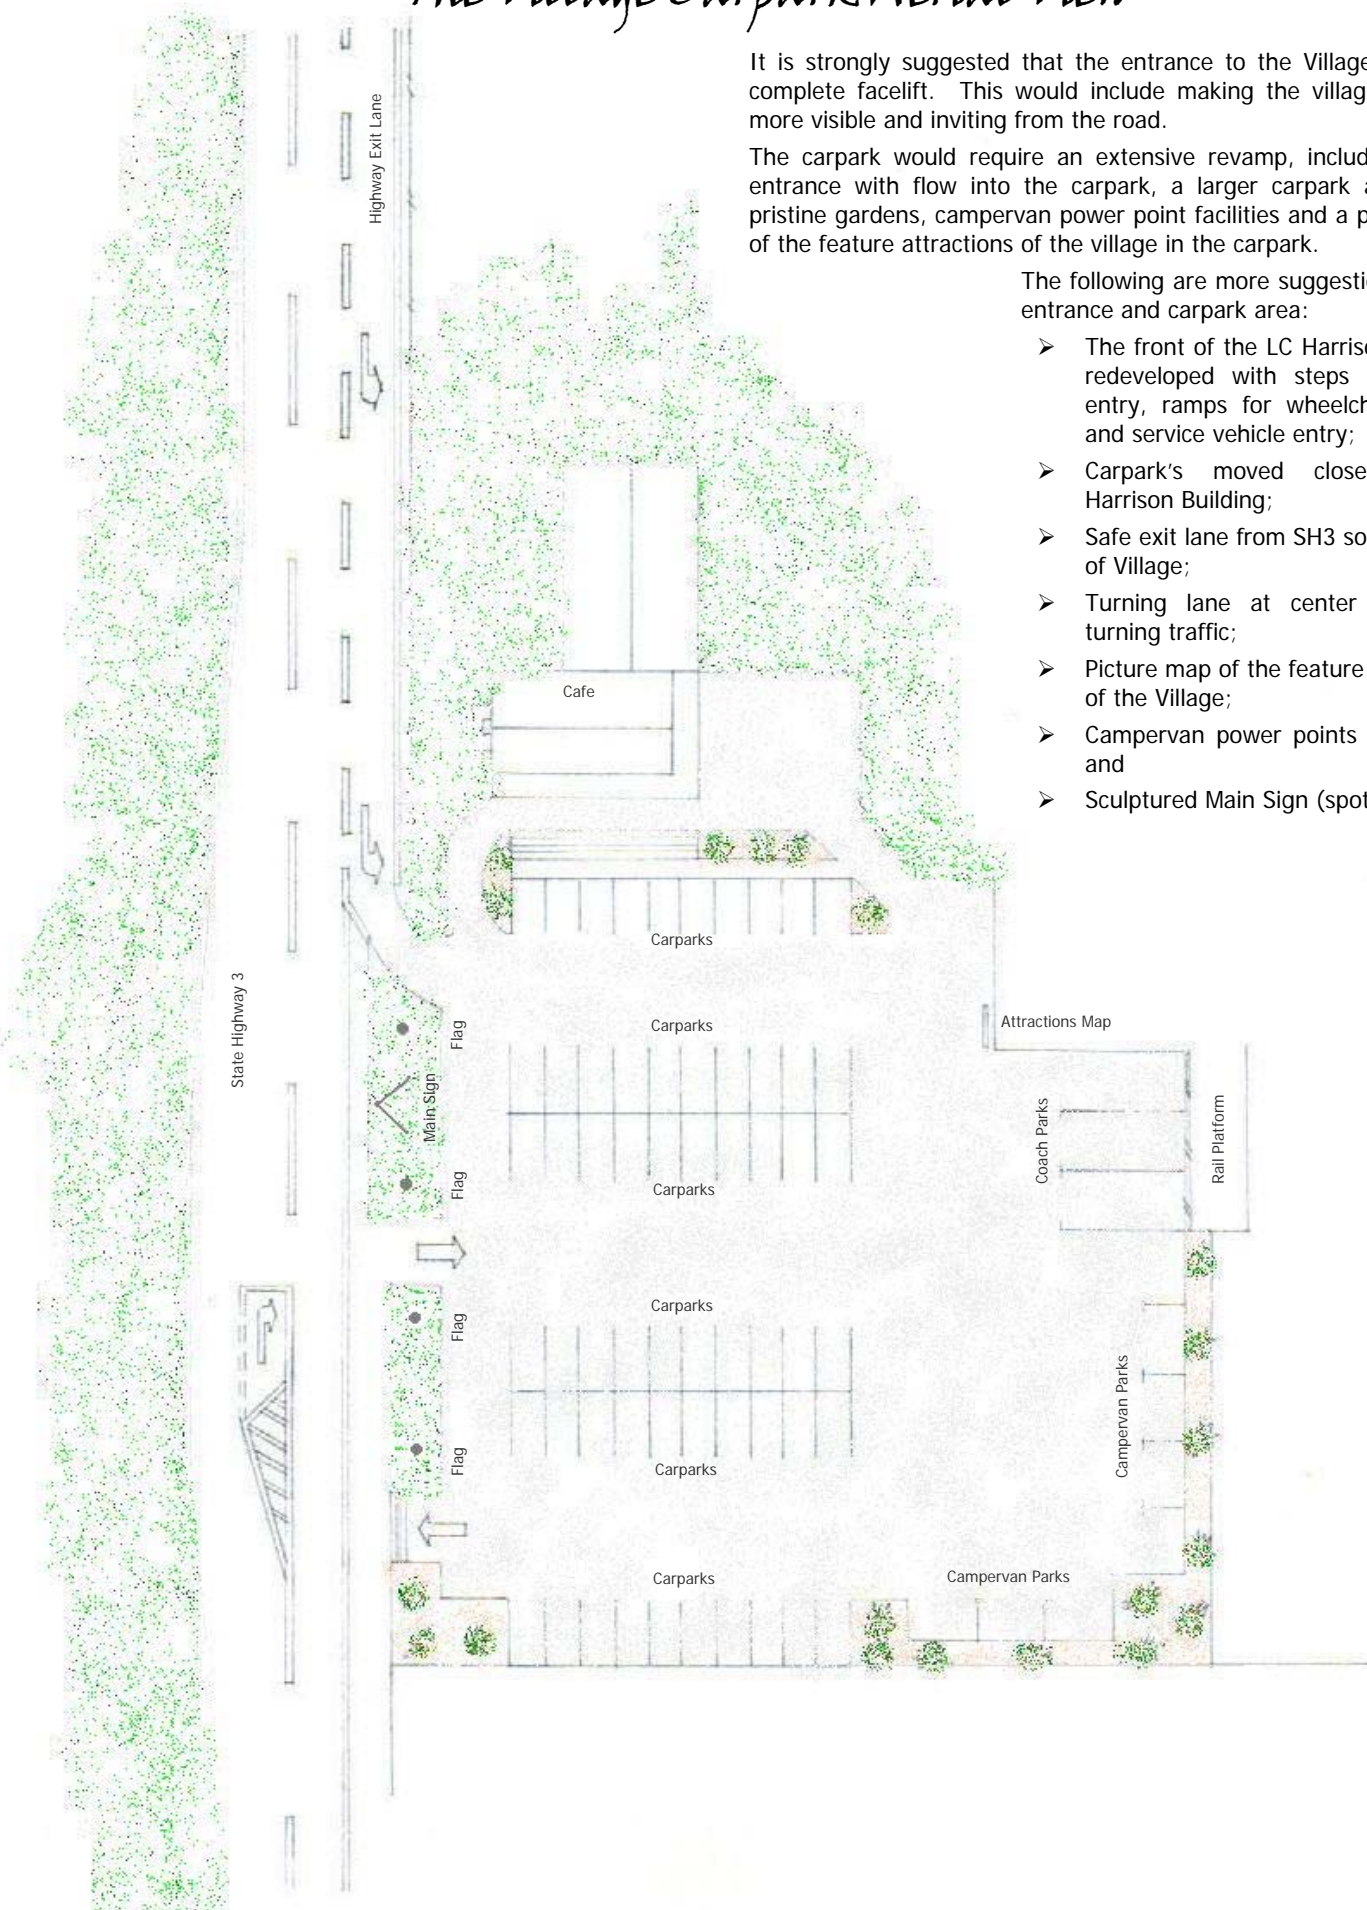 The Village Carpark Aerial View
It is strongly suggested that the entrance to the Village
complete facelift. This would include making the villag
more visible and inviting from the road.
The carpark would require an extensive revamp, includ
entrance with flow into the carpark, a larger carpark a
pristine gardens, campervan power point facilities and a p
of the feature attractions of the village in the carpark.
The following are more suggesti
entrance and carpark area:
➢ The front of the LC Harris
redeveloped with steps
entry, ramps for wheelch
and service vehicle entry;
➢ Carpark's moved close
Harrison Building;
➢ Safe exit lane from SH3 so
of Village;
➢ Turning lane at center
turning traffic;
➢ Picture map of the feature
of the Village;
➢ Campervan power points
and
➢ Sculptured Main Sign (spot
Highway Exit Lane
Cafe
Carparks
State Highway 3
Flag
Carparks
Attractions Map
Main Sign
Coach Parks
Rail Platform
Flag
Carparks
Flag
Carparks
Campervan Parks
Flag
Carparks
Carparks
Campervan Parks